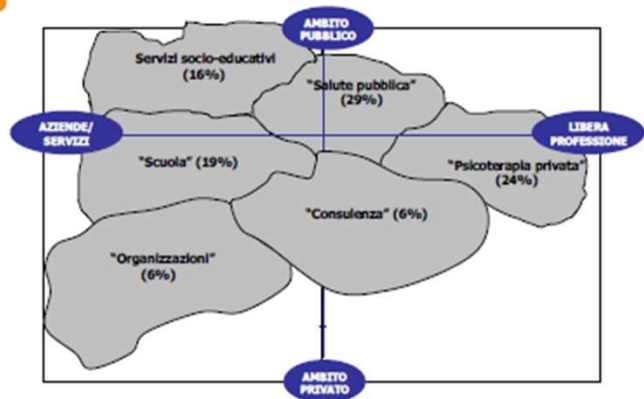 AMBITO
PUBBLICO
Servizi socio-educativi
(16%)
"Salute pubblica"
(29%)
AZIENDE/
SERVIZI
LIBERA
PROFESSIONE
"Scuola" (19%)
"Psicoterapia privata"
(24%)
"Consulenza" (6%)
"Organizzazioni"
(6%)
AMBITO
PRIVATO